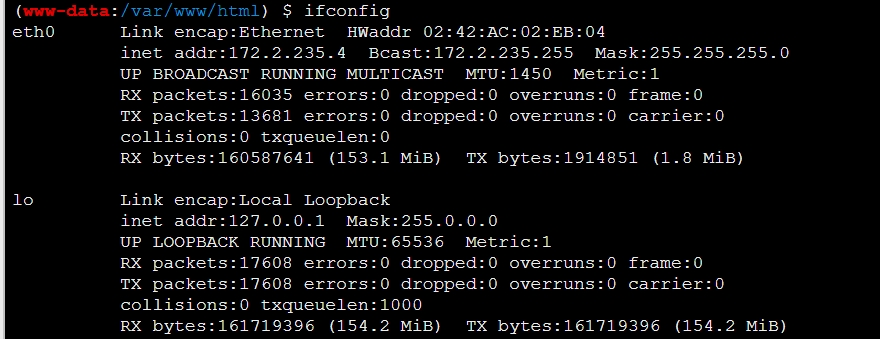 (www-data:/var/www/html) $ ifconfig
eth0 Link encap:Ethernet HWaddr 02:42:AC:02:EB:04
inet addr:172.2.235.4 Bcast:172.2.235.255 Mask:255.255.255.0
UP BROADCAST RUNNING MULTICAST MTU:1450 Metric:1
RX packets:16035 errors:0 dropped:0 overruns:0 frame:0
TX packets:13681 errors:0 dropped:0 overruns:0 carrier:0
collisions:0 txqueuelen:0
RX bytes:160587641 (153.1 MiB) TX bytes:1914851 (1.8 MiB)
lo Link encap:Local Loopback
inet addr:127.0.0.1 Mask:255.0.0.0
UP LOOPBACK RUNNING MTU:65536 Metric:1
RX packets:17608 errors:0 dropped:0 overruns:0 frame:0
TX packets:17608 errors:0 dropped:0 overruns:0 carrier:0
collisions:0 txqueuelen:1000
RX bytes:161719396 (154.2 MiB) TX bytes:161719396 (154.2 MiB)